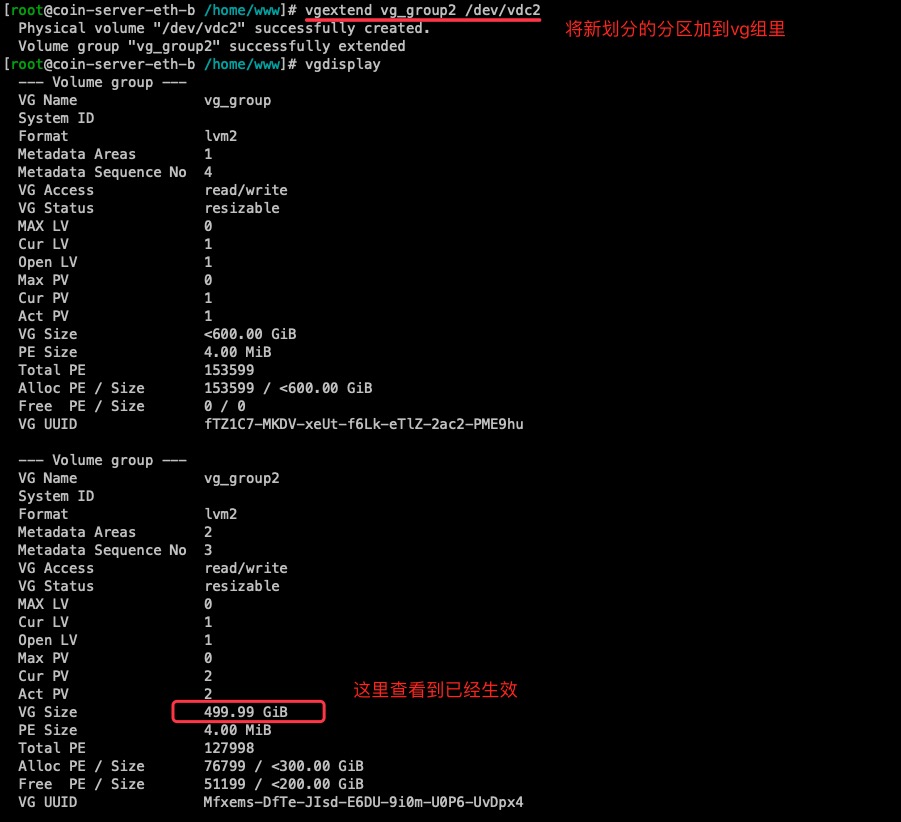 [root@coin-server-eth-b /home/www]# vgextend vg_group2 /dev/vdc2
将新划分的分区加到vg组里
Physical volume "/dev/vdc2" successfully created.
Volume group "vg_group2" successfully extended
[root@coin-server-eth-b /home/www]# vgdisplay
--- Volume group ---
VG Name vg_group
System ID
Format lvm2
Metadata Areas 1
Metadata Sequence No 4
VG Access read/write
VG Status resizable
MAX LV 0
Cur LV 1
Open LV 1
Max PV 0
Cur PV 1
Act PV 1
VG Size <600.00 GiB
PE Size 4.00 MiB
Total PE 153599
Alloc PE / Size 153599 / <600.00 GiB
Free PE / Size 0 / 0
VG UUID fTZ1C7-MKDV-xeUt-f6Lk-eTlZ-2ac2-PME9hu
--- Volume group ---
VG Name vg_group2
System ID
Format lvm2
Metadata Areas 2
Metadata Sequence No 3
VG Access read/write
VG Status resizable
MAX LV 0
Cur LV 1
Open LV 1
Max PV 0
Cur PV 2
Act PV 2
这里查看到已经生效
VG Size 499.99 GiB
PE Size 4.00 MiB
Total PE 127998
Alloc PE / Size 76799 / <300.00 GiB
Free PE / Size 51199 / <200.00 GiB
VG UUID Mfxems-DfTe-JIsd-E6DU-9i0m-U0P6-UvDpx4